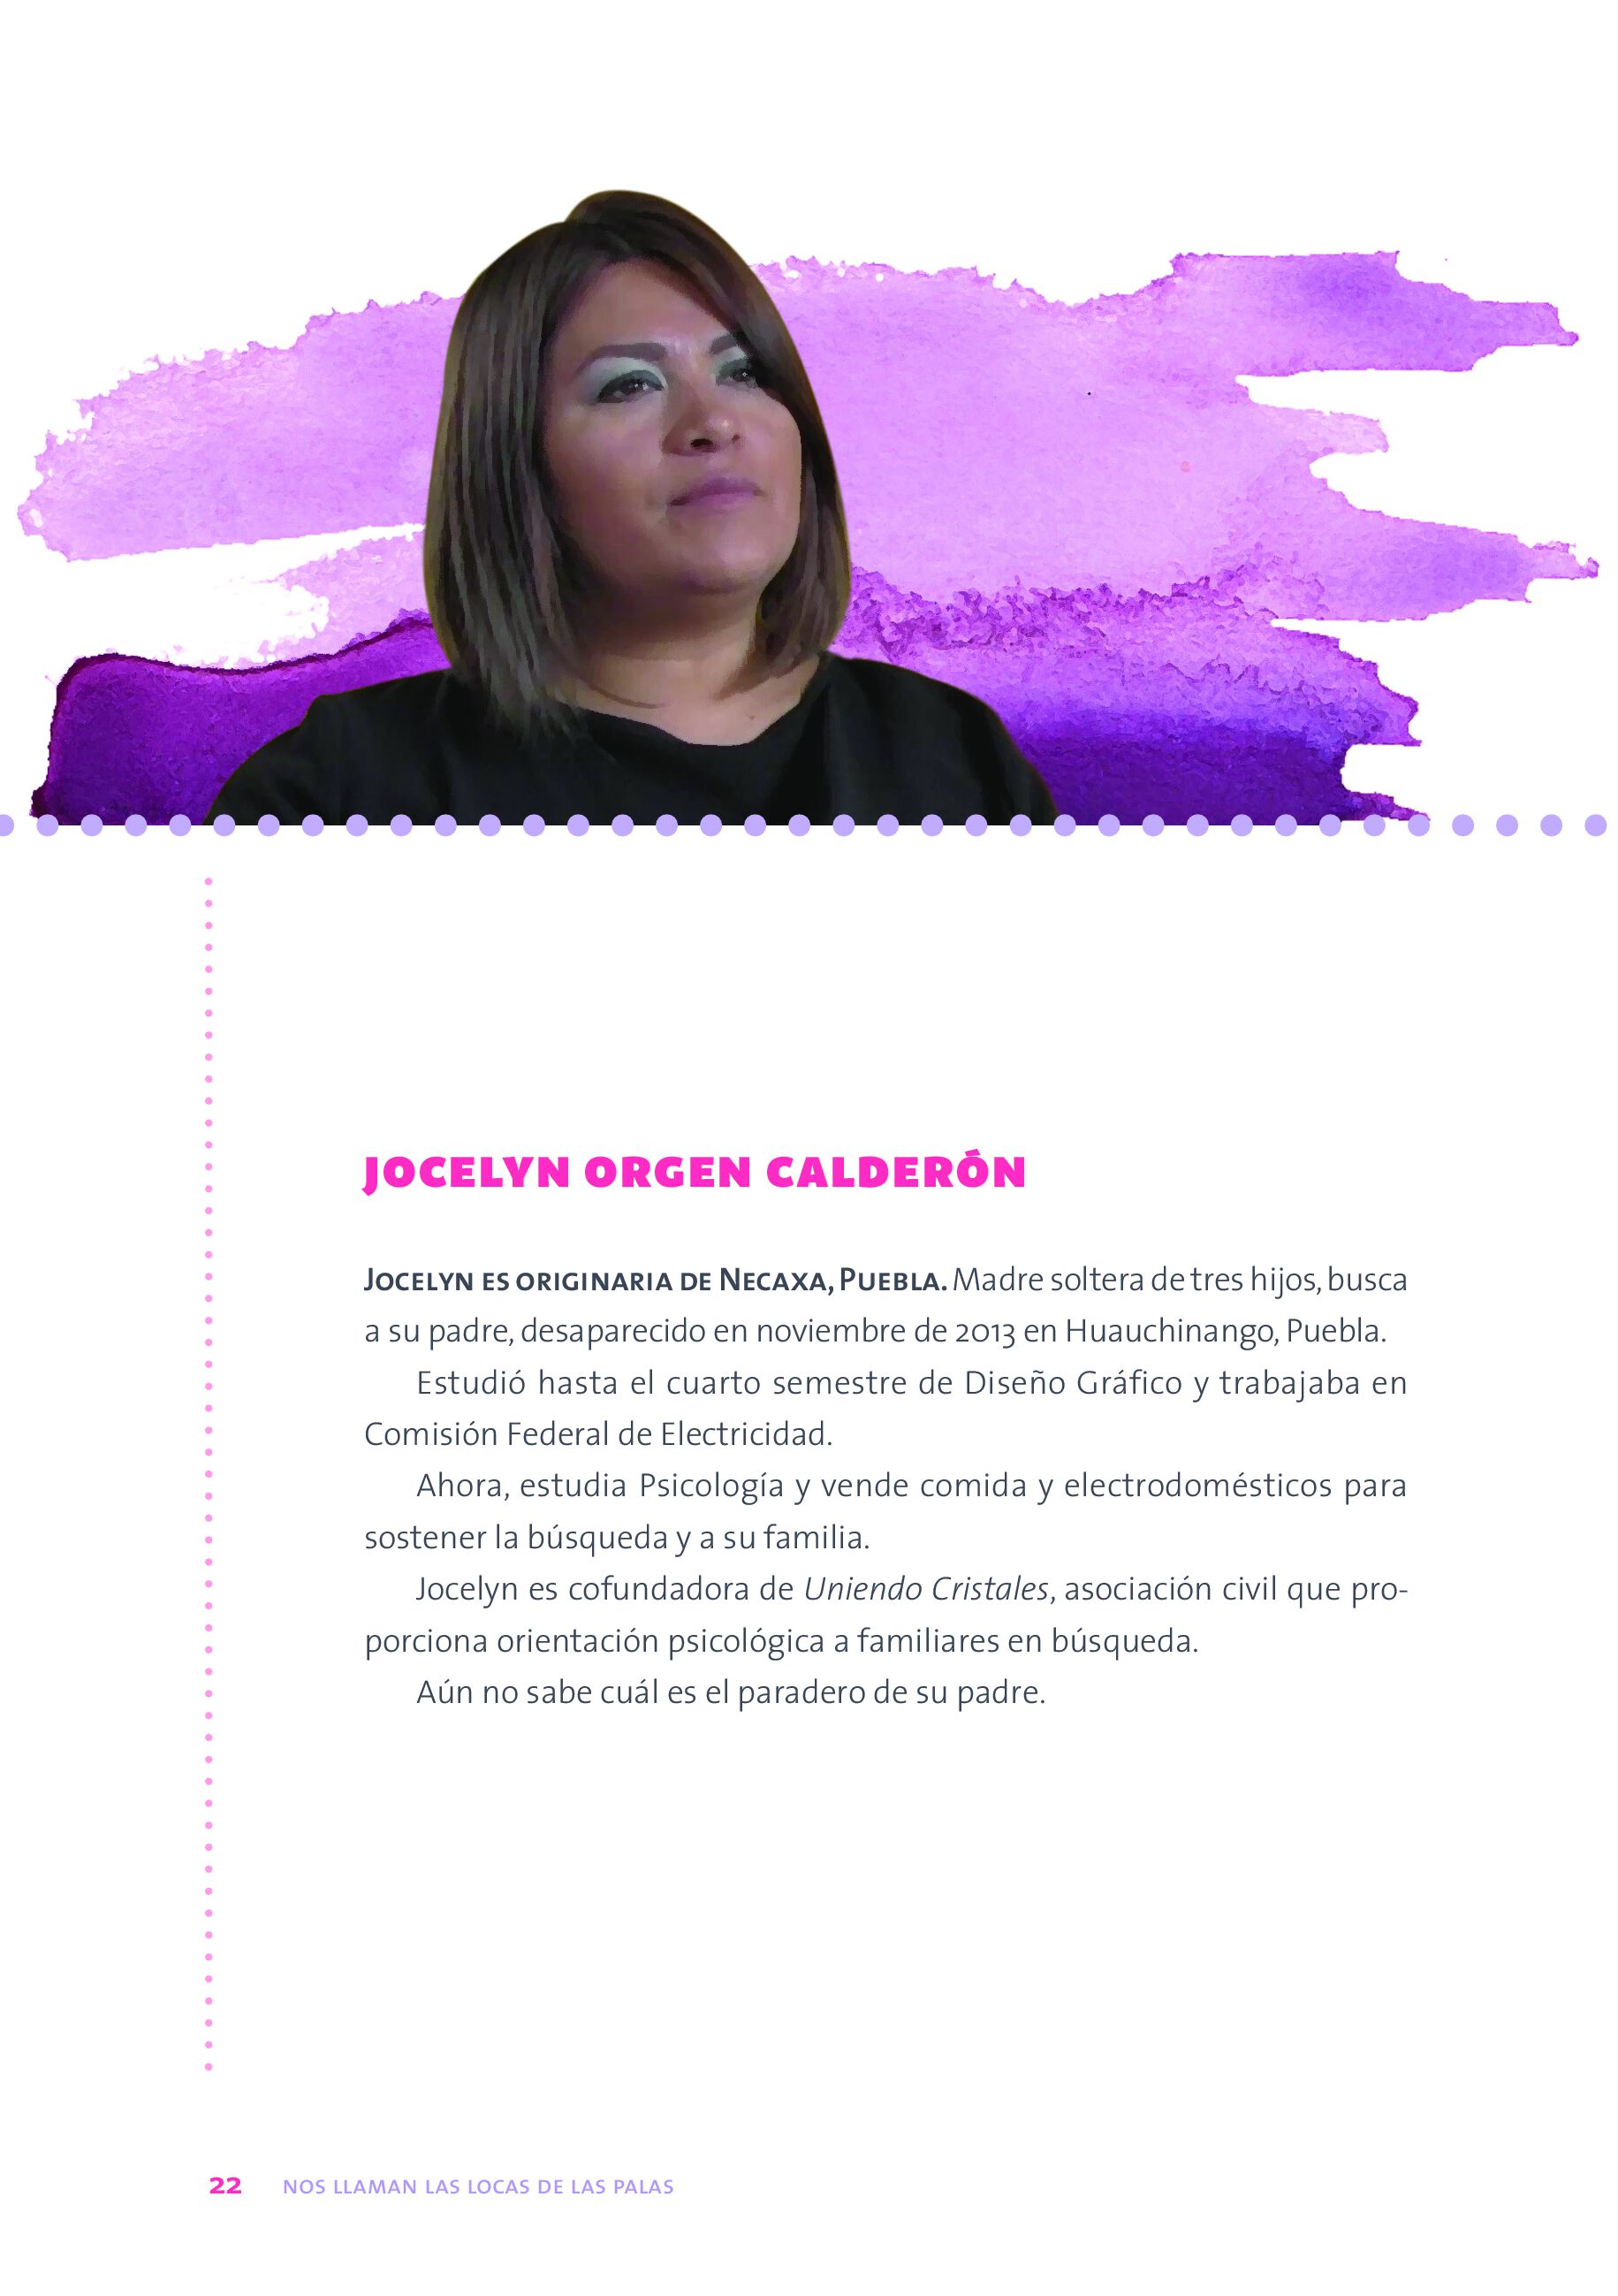 JOCELYN ORGEN CALDERÓN
Jocelyn es originaria de Necaxa, Puebla. Madre soltera de tres hijos, busca
a su padre, desaparecido en noviembre de 2013 en Huauchinango, Puebla.
Estudió hasta el cuarto semestre de Diseño Gráfico y trabajaba en
Comisión Federal de Electricidad.
Ahora, estudia Psicología y vende comida y electrodomésticos para
sostener la búsqueda y a su familia.
Jocelyn es cofundadora de Uniendo Cristales, asociación civil que pro-
porciona orientación psicológica a familiares en búsqueda.
Aún no sabe cuál es el paradero de su padre.
22 NOS LLAMAN LAS LOCAS DE LAS PALAS